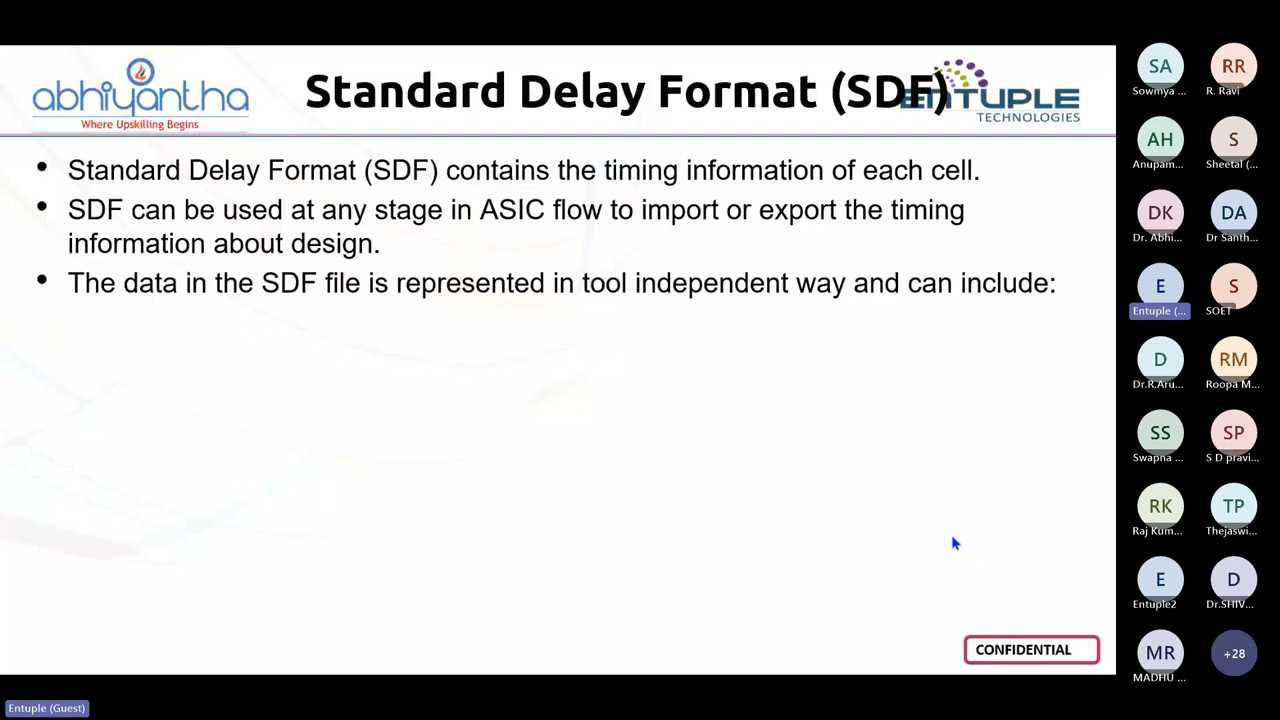 abhiyantha
Where Upskilling Begins
Standard Delay Format (SDF)
ENTUPLE
TECHNOLOGIES
• Standard Delay Format (SDF) contains the timing information of each cell.
• SDF can be used at any stage in ASIC flow to import or export the timing
information about design.
• The data in the SDF file is represented in tool independent way and can include:
CONFIDENTIAL
Entuple (Guest)
SA RR
Sowmya ... R. Ravi
AH S
Anupam... Sheetal (...
DK DA
Dr. Abhi... Dr Santh...
E S
Entuple (... SOET
D RM
Dr.R.Aru... Roopa M...
SS SP
Swapna ... S D pravi...
RK TP
Raj Kum... Thejaswi...
E D
Entuple2 Dr.SHIV...
MR +28
MADHU ...